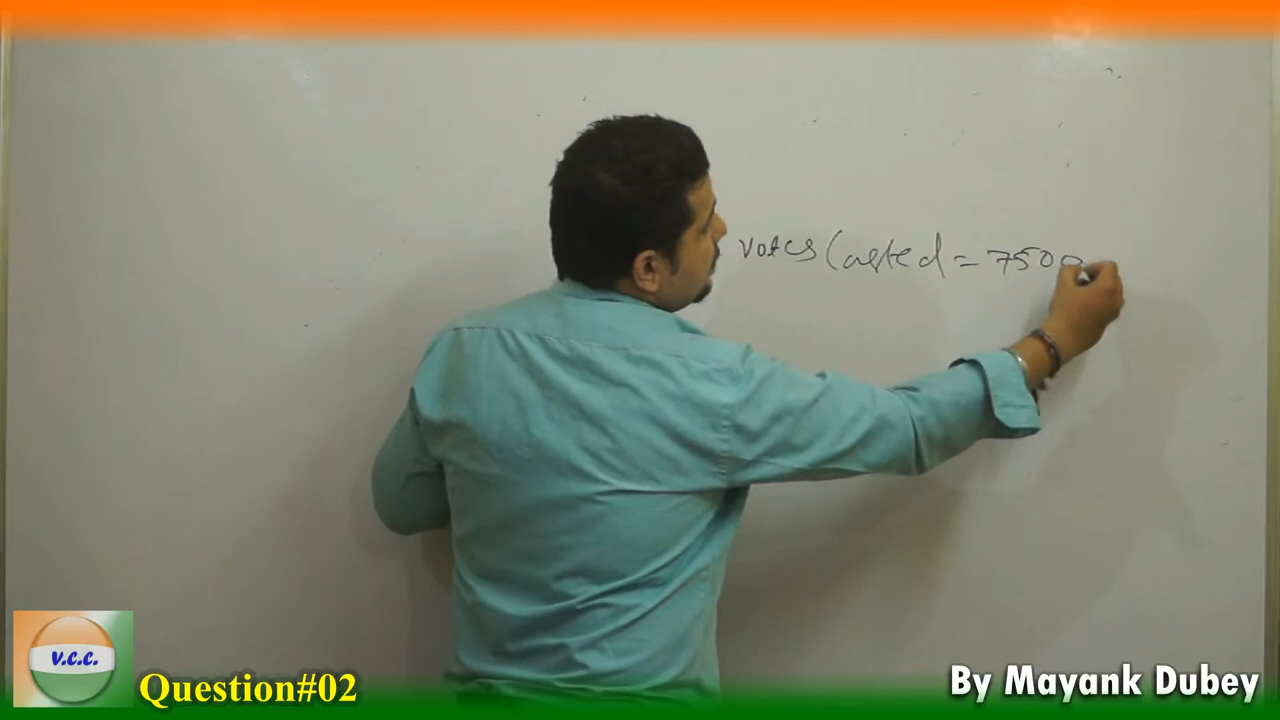 votes Casted = 7500
V.C.C.
Question#02
By Mayank Dubey